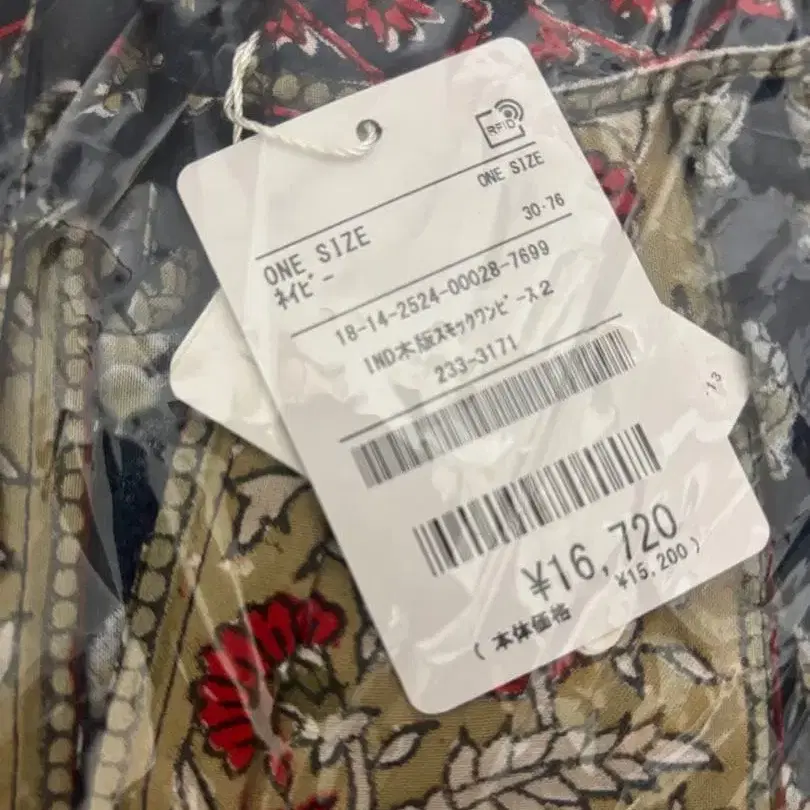 RFID
ONE SIZE
30-76
ONE SIZE
ﾈｲﾋﾞｰ
18-14-2524-00028-7699
IND木版ｽﾓｯｸﾜﾝﾋﾟｰｽ2
233-3171
¥16,720
(本体価格 ¥15,200)